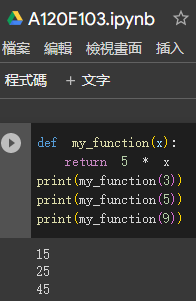 A120E103.ipynb
檔案 編輯 檢視畫面 插入
程式碼 + 文字
def my_function(x):
    return 5 * x
print(my_function(3))
print(my_function(5))
print(my_function(9))
15
25
45